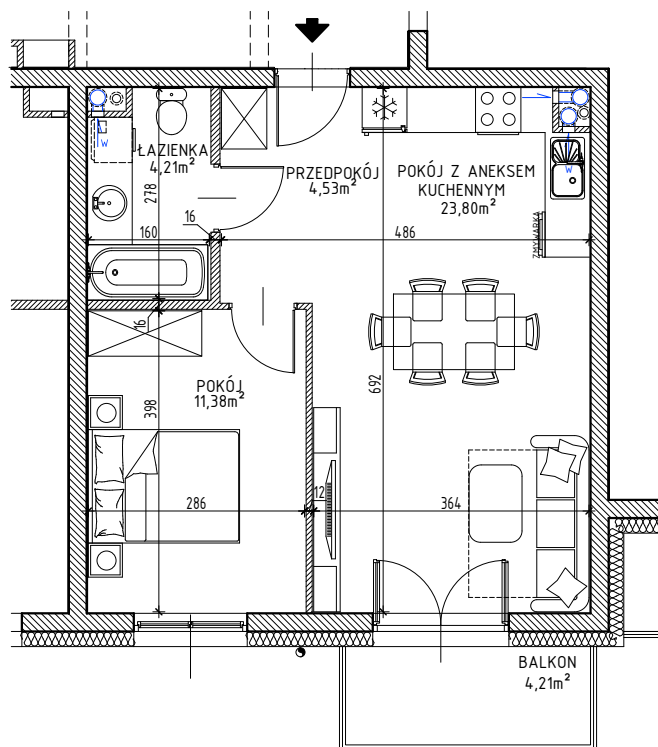 W
ŁAZIENKA
4,21m²
278
160
16
PRZEDPOKÓJ
4,53m²
POKÓJ Z ANEKSEM
KUCHENNYM
23,80m²
W
ZMYWARKA
486
16
692
POKÓJ
11,38m²
398
286
12
364
BALKON
4,21m²